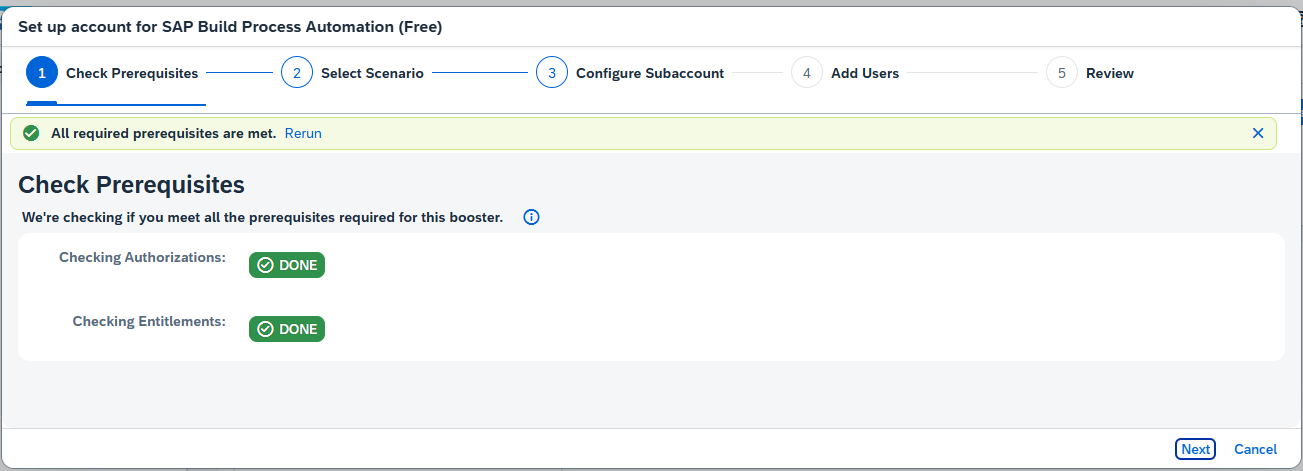 Set up account for SAP Build Process Automation (Free)
1 Check Prerequisites 2 Select Scenario 3 Configure Subaccount 4 Add Users 5 Review
All required prerequisites are met. Rerun
Check Prerequisites
We're checking if you meet all the prerequisites required for this booster.
Checking Authorizations: DONE
Checking Entitlements: DONE
Next Cancel